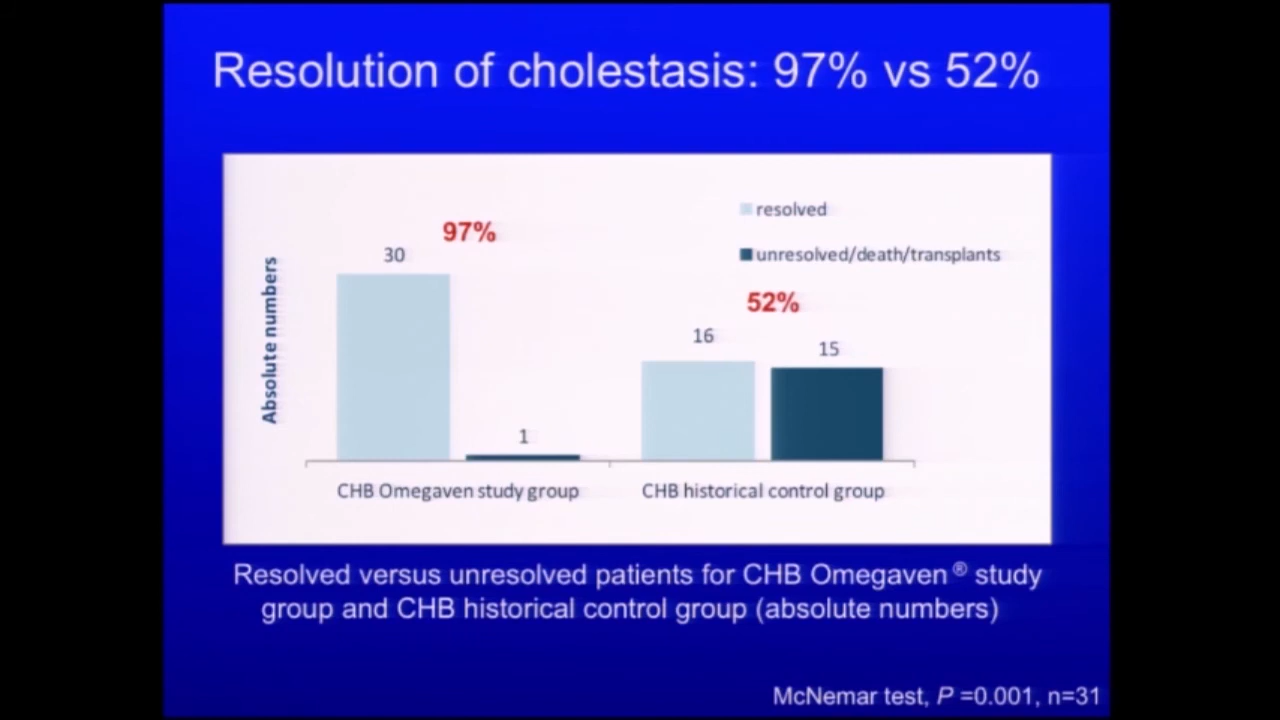 Resolution of cholestasis: 97% vs 52%
resolved
97%
30
unresolved/death/transplants
52%
16
15
Absolute numbers
1
CHB Omegaven study group
CHB historical control group
Resolved versus unresolved patients for CHB Omegaven® study
group and CHB historical control group (absolute numbers)
McNemar test, P =0.001, n=31